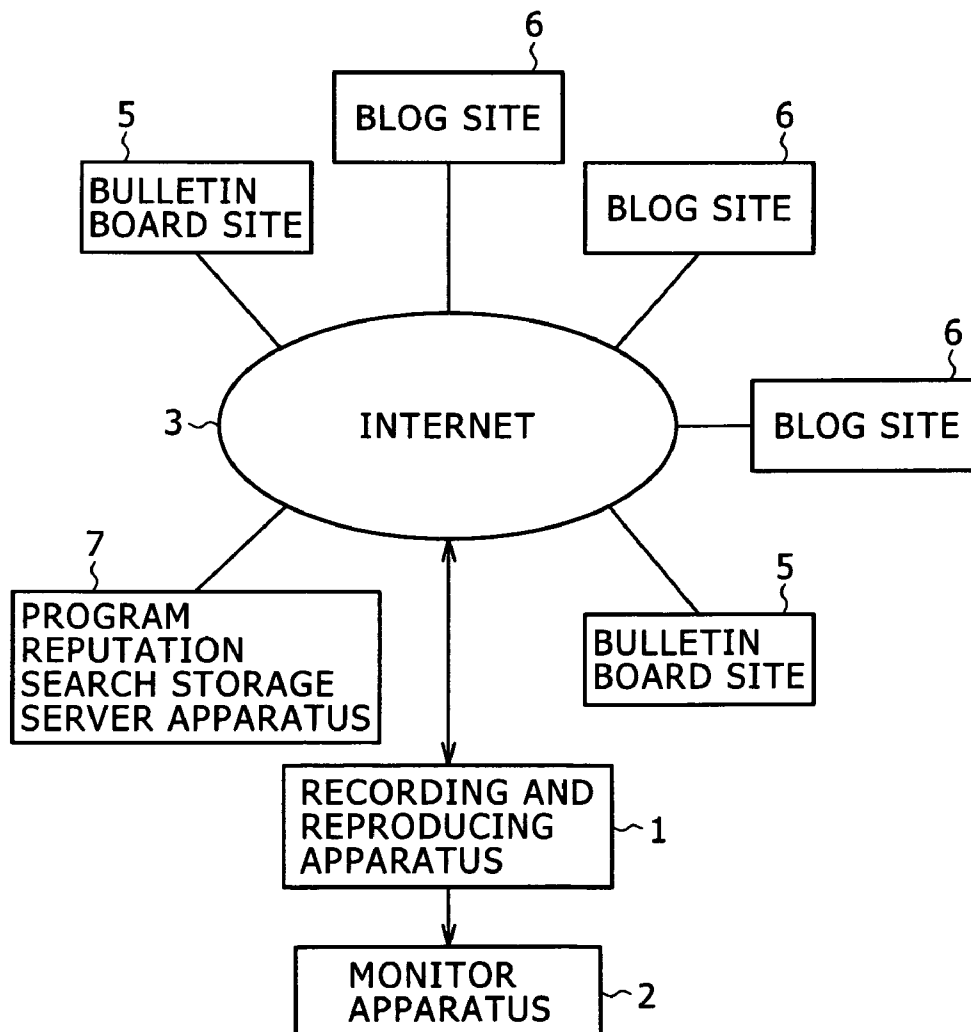 6
BLOG SITE
5
BULLETIN
BOARD SITE
6
BLOG SITE
6
BLOG SITE
3
INTERNET
7
PROGRAM
REPUTATION
SEARCH STORAGE
SERVER APPARATUS
5
BULLETIN
BOARD SITE
RECORDING AND
REPRODUCING
APPARATUS
1
MONITOR
APPARATUS
2